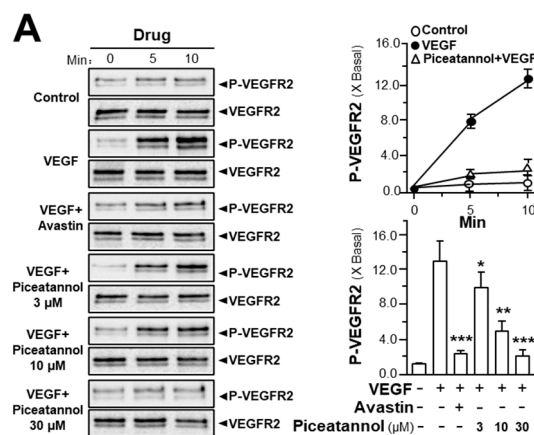 A
Drug
Min: 0 5 10
Control
P-VEGFR2
VEGFR2
VEGF
P-VEGFR2
VEGFR2
VEGF+
Avastin
P-VEGFR2
VEGFR2
VEGF+
Piceatannol
3 µM
P-VEGFR2
VEGFR2
VEGF+
Piceatannol
10 µM
P-VEGFR2
VEGFR2
VEGF+
Piceatannol
30 µM
P-VEGFR2
VEGFR2
Control
VEGF
Piceatannol+VEGF
P-VEGFR2 (X Basal)
16.0
12.0
8.0
4.0
0
0 5 10
Min
P-VEGFR2 (X Basal)
16.0
12.0
8.0
4.0
0.0
***
*
**
***
VEGF - + + + + +
Avastin - - + - - -
Piceatannol (µM) - - - 3 10 30